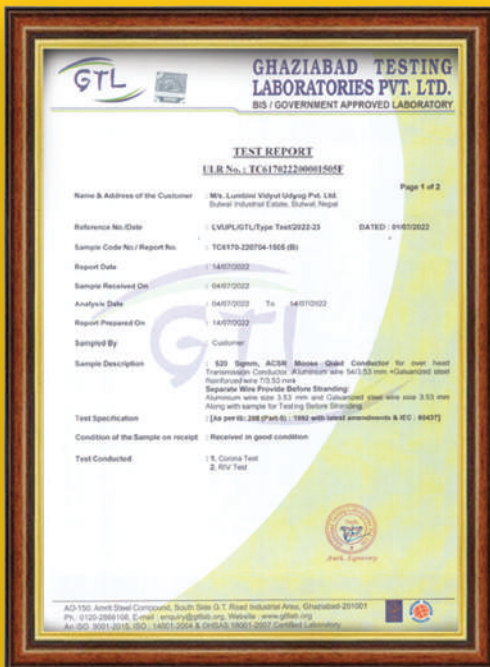 GTL
GHAZIABAD TESTING
LABORATORIES PVT. LTD.
BIS / GOVERNMENT APPROVED LABORATORY
TEST REPORT
ULR No. : TC617022200001505F
Page 1 of 2
Name & Address of the Customer : M/s. Lumbini Vidyut Udyog Pvt. Ltd.
Butwal Industrial Estate, Butwal, Nepal
Reference No./Date : LVUPL/GTL/Type Test/2022-23 DATED : 01/07/2022
Sample Code No./ Report No. : TC6170-220704-1505 (B)
Report Date : 14/07/2022
Sample Received On : 04/07/2022
Analysis Date : 04/07/2022 To 14/07/2022
Report Prepared On : 14/07/2022
Sampled By : Customer
Sample Description : 520 Sqmm, ACSR Moose Quad Conductor for over head
Transmission Conductor. Aluminium wire 54/3.53 mm +Galvanized steel
Reinforced wire 7/3.53 mm
Separate Wire Provide Before Stranding:
Aluminium wire size 3.53 mm and Galvanized steel wire size 3.53 mm
Along with sample for Testing Before Stranding
Test Specification : [As per IS: 398 (Part-5) : 1992 with latest amendments & IEC : 60437]
Condition of the Sample on receipt : Received in good condition
Test Conducted : 1. Corona Test
2. RIV Test
GTL
Auth. Signatory
AD-150, Amrit Steel Compound, South Side G.T. Road Industrial Area, Ghaziabad-201001
Ph.: 0120-2866106, E-mail : enquiry@gtllab.org, Website : www.gtllab.org
An ISO 9001-2015, ISO : 14001-2004 & OHSAS 18001-2007 Certified Laboratory